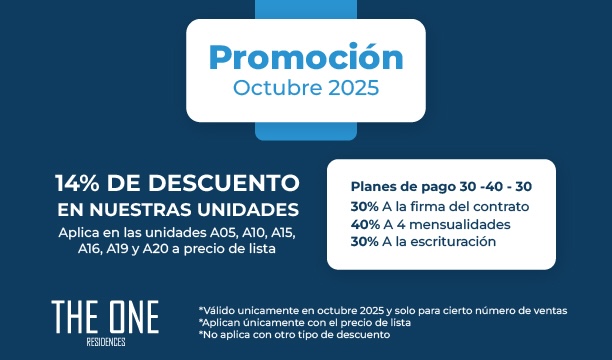 Promoción
Octubre 2025
14% DE DESCUENTO
EN NUESTRAS UNIDADES
Aplica en las unidades A05, A10, A15,
A16, A19 y A20 a precio de lista
Planes de pago 30 -40 - 30
30% A la firma del contrato
40% A 4 mensualidades
30% A la escrituración
THE ONE
RESIDENCES
*Válido unicamente en octubre 2025 y solo para cierto número de ventas
*Aplican únicamente con el precio de lista
*No aplica con otro tipo de descuento